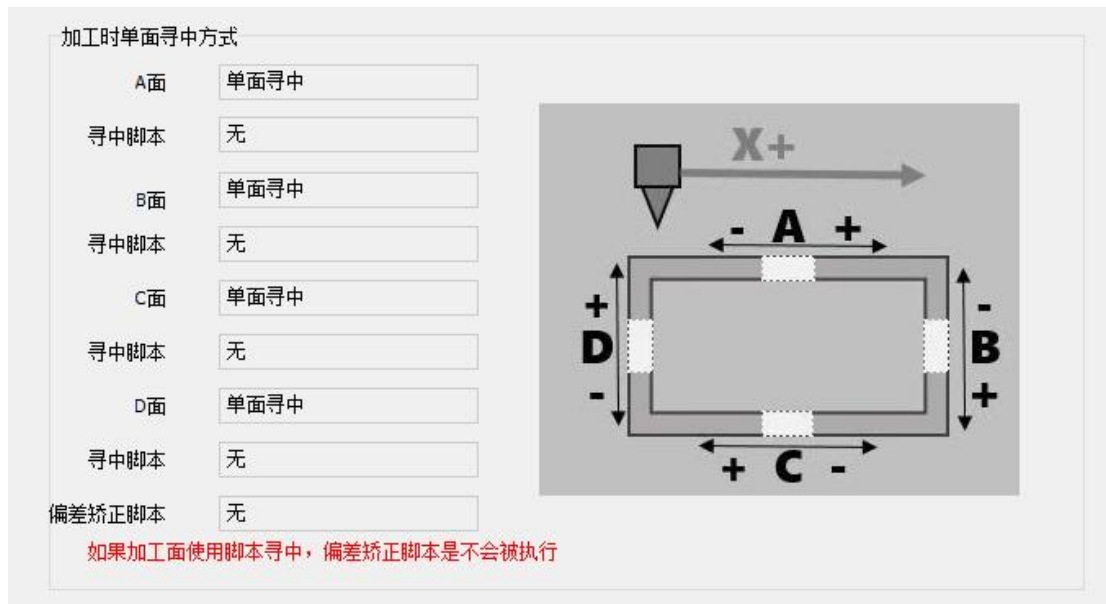 加工时单面寻中方式
A面 单面寻中
寻中脚本 无
B面 单面寻中
寻中脚本 无
C面 单面寻中
寻中脚本 无
D面 单面寻中
寻中脚本 无
偏差矫正脚本 无
如果加工面使用脚本寻中，偏差矫正脚本是不会被执行
X+
- A +
+
D
-
-
B
+
+ C -